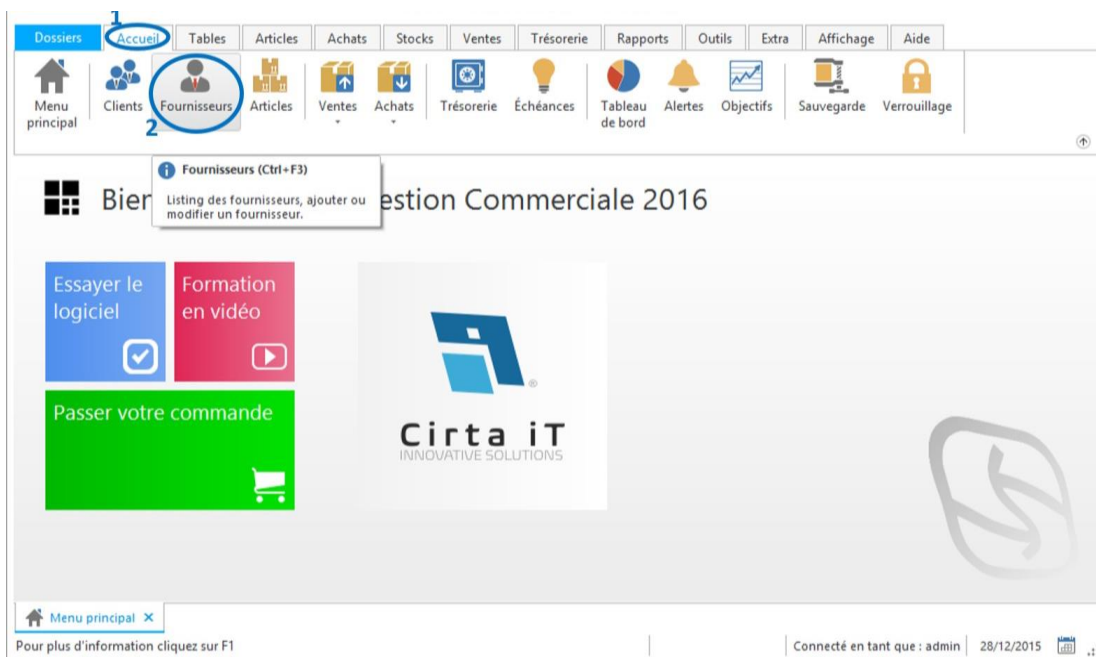 1
Dossiers Accueil Tables Articles Achats Stocks Ventes Trésorerie Rapports Outils Extra Affichage Aide
Menu principal
Clients
Fournisseurs
Articles
Ventes
Achats
Trésorerie
Échéances
Tableau de bord
Alertes
Objectifs
Sauvegarde
Verrouillage
2
Fournisseurs (Ctrl+F3)
Listing des fournisseurs, ajouter ou
modifier un fournisseur.
Bien estion Commerciale 2016
Essayer le
logiciel
Formation
en vidéo
Passer votre commande
Cirta iT
INNOVATIVE SOLUTIONS
Menu principal
Pour plus d'information cliquez sur F1
Connecté en tant que : admin 28/12/2015